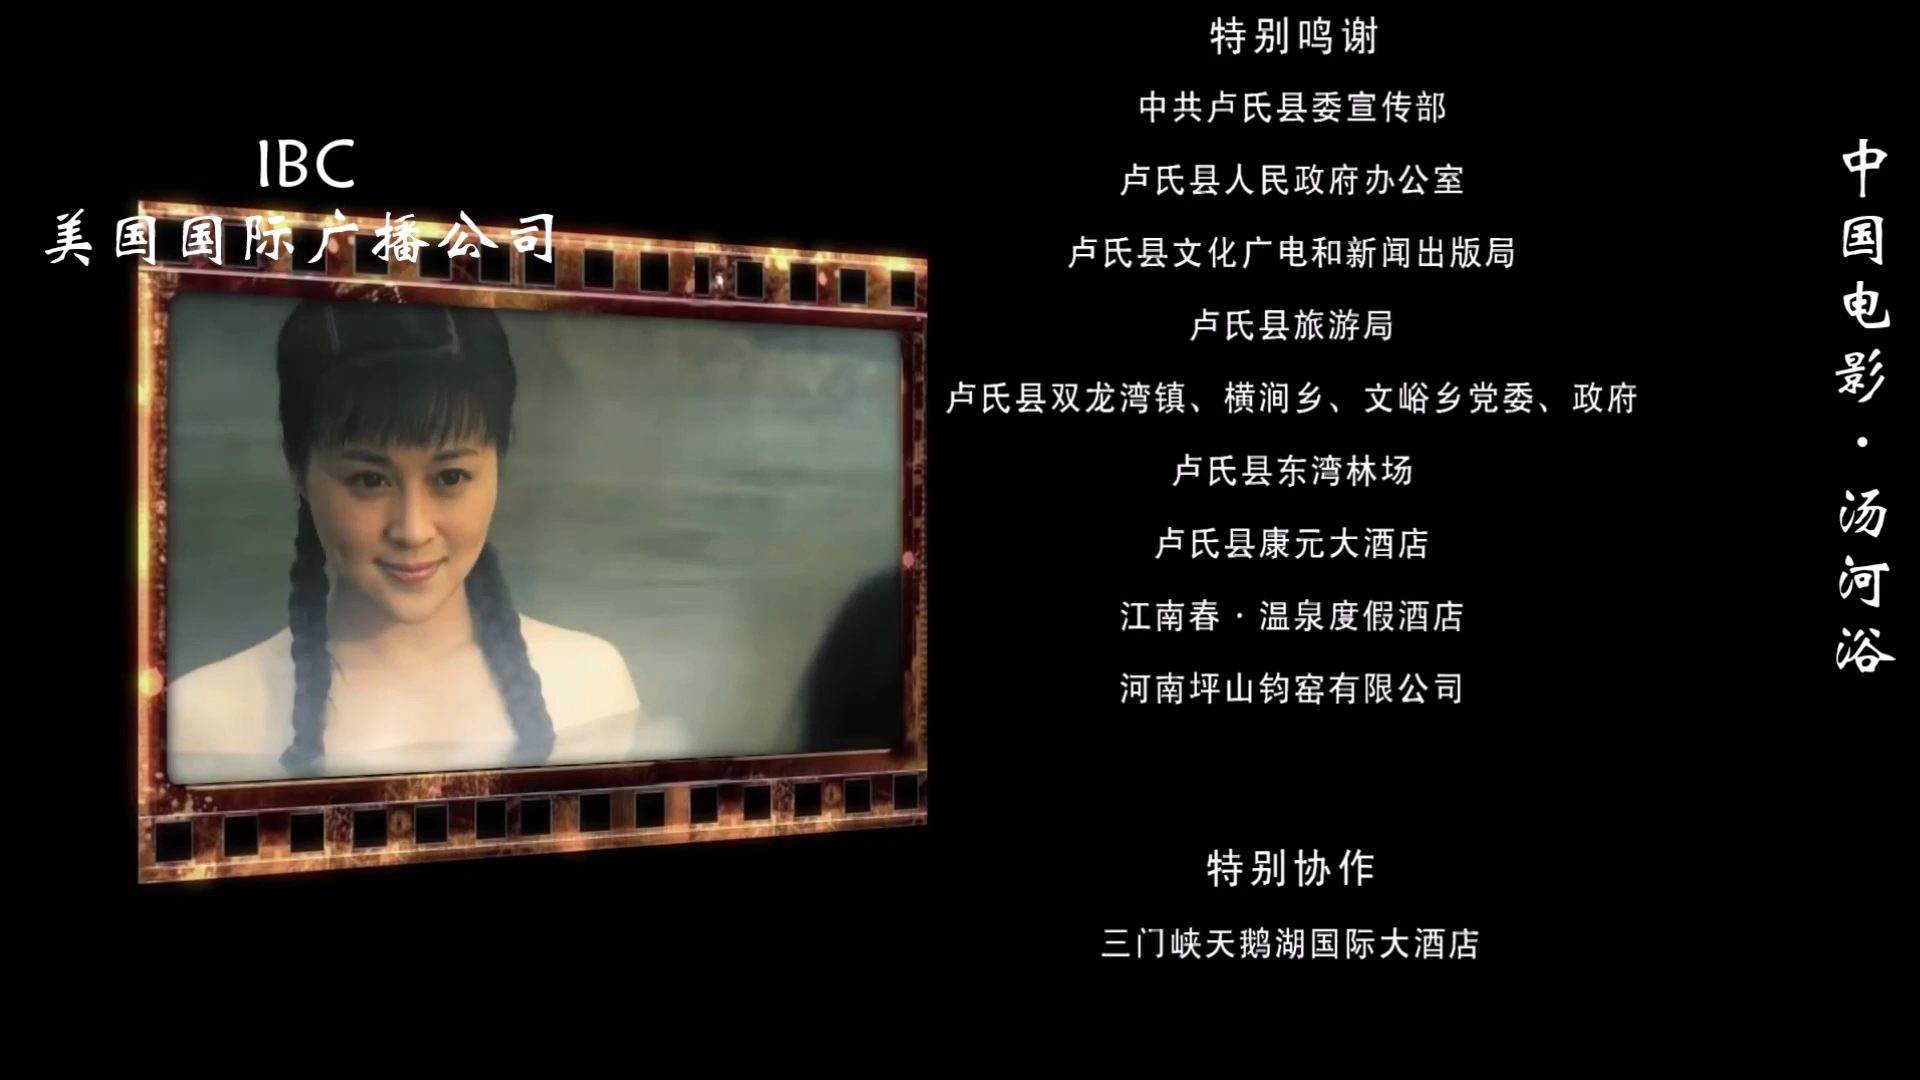 IBC
美国国际广播公司
特别鸣谢
中共卢氏县委宣传部
卢氏县人民政府办公室
卢氏县文化广电和新闻出版局
卢氏县旅游局
卢氏县双龙湾镇、横涧乡、文峪乡党委、政府
卢氏县东湾林场
卢氏县康元大酒店
江南春·温泉度假酒店
河南坪山钧窑有限公司
特别协作
三门峡天鹅湖国际大酒店
中国电影·汤河浴